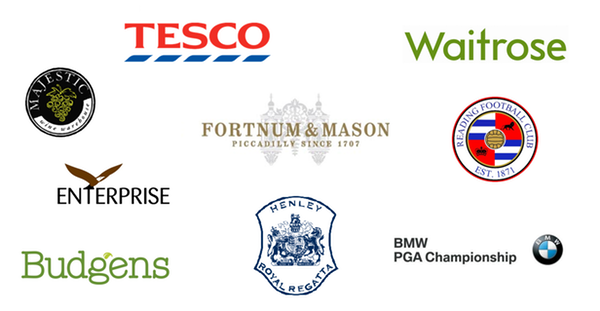 TESCO
Waitrose
MAJESTIC
wine warehouse
FORTNUM & MASON
PICCADILLY SINCE 1707
READING FOOTBALL CLUB
EST. 1871
ENTERPRISE
HENLEY
ROYAL REGATTA
BMW
PGA Championship
BMW
Budgens